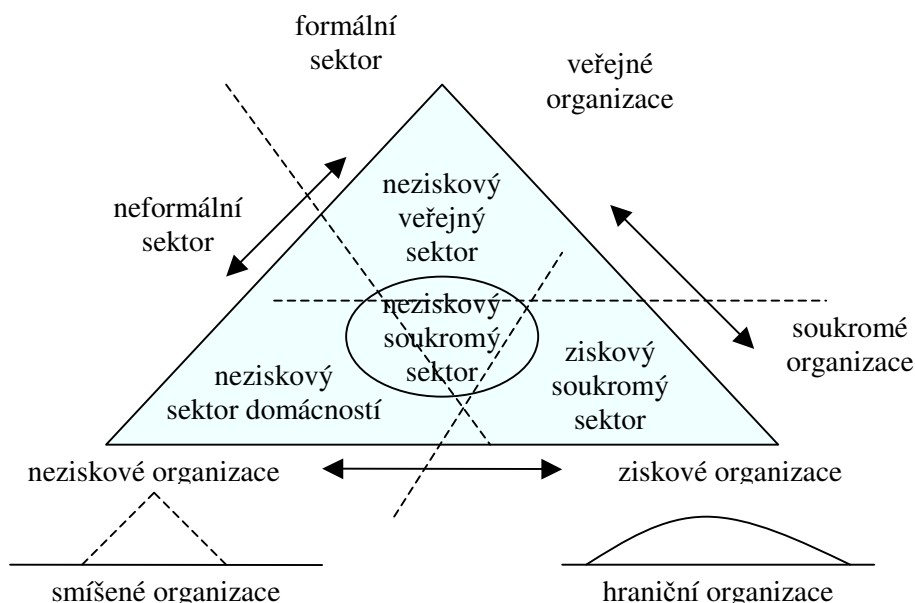 formální
sektor
veřejné
organizace
neformální
sektor
neziskový
veřejný
sektor
neziskový
soukromý
sektor
neziskový
sektor domácností
ziskový
soukromý
sektor
soukromé
organizace
neziskové organizace
ziskové organizace
smíšené organizace
hraniční organizace